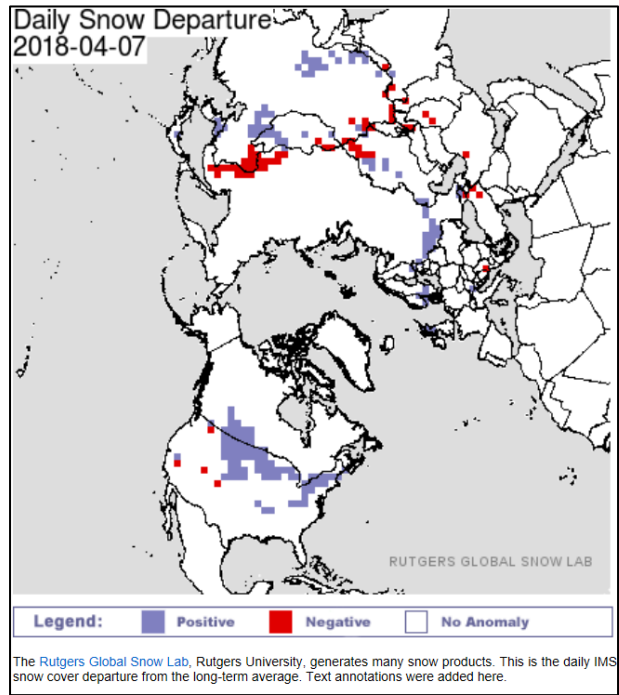 Daily Snow Departure
2018-04-07
RUTGERS GLOBAL SNOW LAB
Legend: Positive Negative No Anomaly
The Rutgers Global Snow Lab, Rutgers University, generates many snow products. This is the daily IMS
snow cover departure from the long-term average. Text annotations were added here.